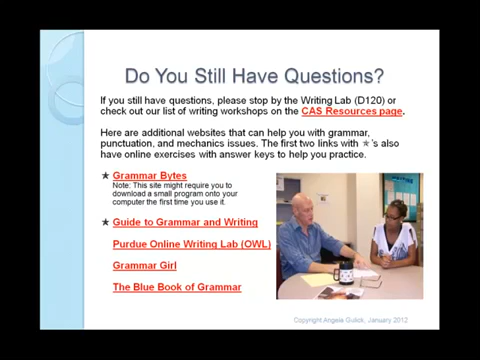 Do You Still Have Questions?
If you still have questions, please stop by the Writing Lab (D120) or
check out our list of writing workshops on the CAS Resources page.
Here are additional websites that can help you with grammar,
punctuation, and mechanics issues. The first two links with ★'s also
have online exercises with answer keys to help you practice.
★ Grammar Bytes
Note: This site might require you to
download a small program onto your
computer the first time you use it.
★ Guide to Grammar and Writing
Purdue Online Writing Lab (OWL)
Grammar Girl
The Blue Book of Grammar
Copyright Angela Gulick, January 2012